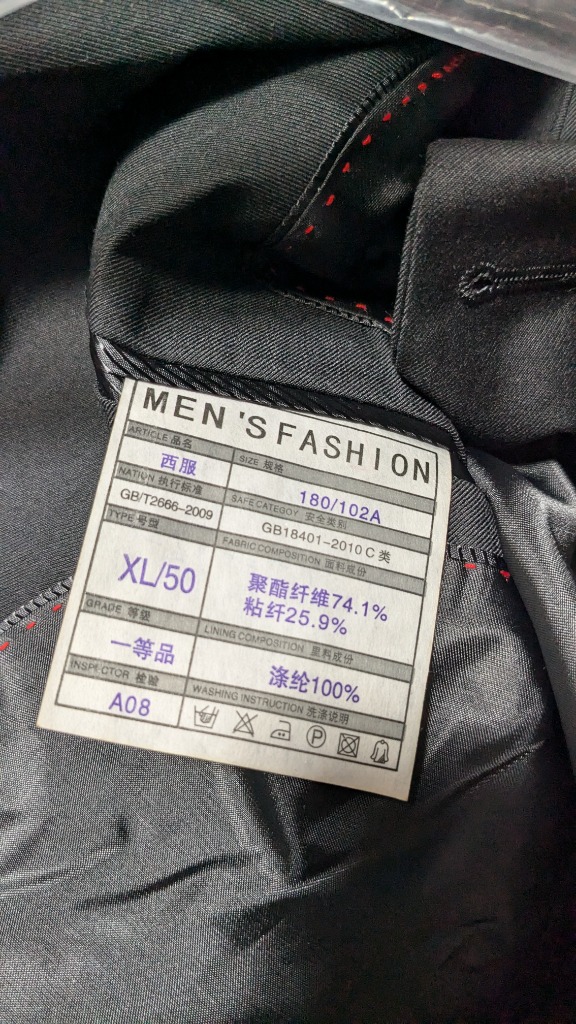 MEN'S FASHION
ARTICLE 品名
西服
SIZE 规格
180/102A
NATION 执行标准
GB/T2666-2009
SAFE CATEGOY 安全类别
GB18401-2010 C 类
TYPE 号型
XL/50
FABRIC COMPOSITION 面料成份
聚酯纤维74.1%
粘纤25.9%
GRADE 等级
一等品
LINING COMPOSITION 里料成份
涤纶100%
INSPECTOR 检验
A08
WASHING INSTRUCTION 洗涤说明
P